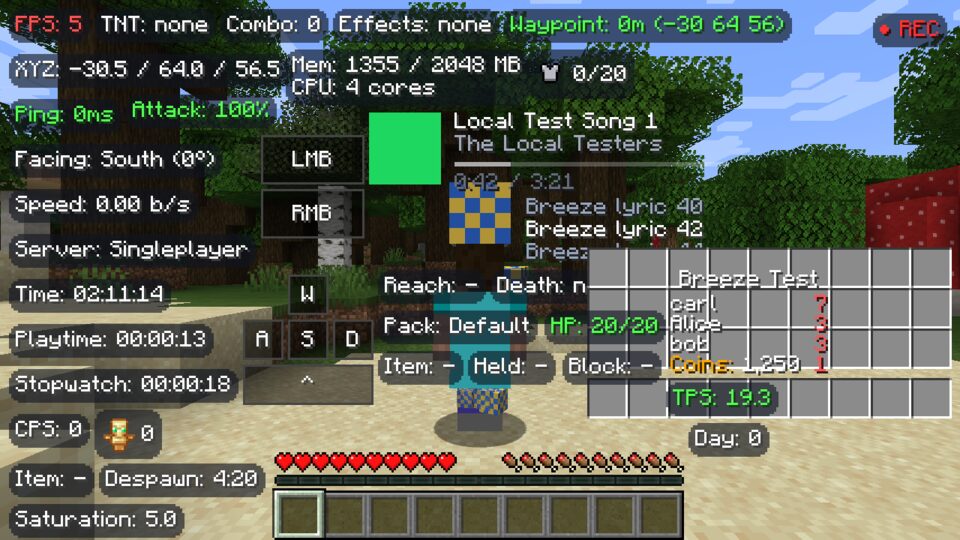 FPS: 5 TNT: none Combo: 0 Effects: none Waypoint: 0m (-30 64 56)
REC
XYZ: -30.5 / 64.0 / 56.5
Mem: 1355 / 2048 MB
CPU: 4 cores
0/20
Ping: 0ms Attack: 100%
Local Test Song 1
The Local Testers
0:42 / 3:21
Facing: South (0°)
LMB
Speed: 0.00 b/s
RMB
Breeze lyric 40
Breeze lyric 42
Breeze
Server: Singleplayer
Time: 02:11:14
W
Reach: - Death: n
Breeze Test
carl 7
Alice 3
bob 3
Coins: 1,250 1
Playtime: 00:00:13
A S D
Pack: Default HP: 20/20
Stopwatch: 00:00:18
^
Item: - Held: - Block: -
TPS: 19.3
CPS: 0
0
Day: 0
Item: - Despawn: 4:20
Saturation: 5.0